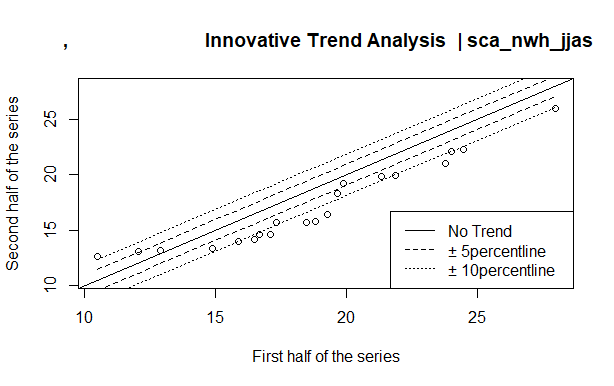 , Innovative Trend Analysis | sca_nwh_jjas
Second half of the series
25
20
15
10
No Trend
± 5percentline
± 10percentline
10 15 20 25
First half of the series